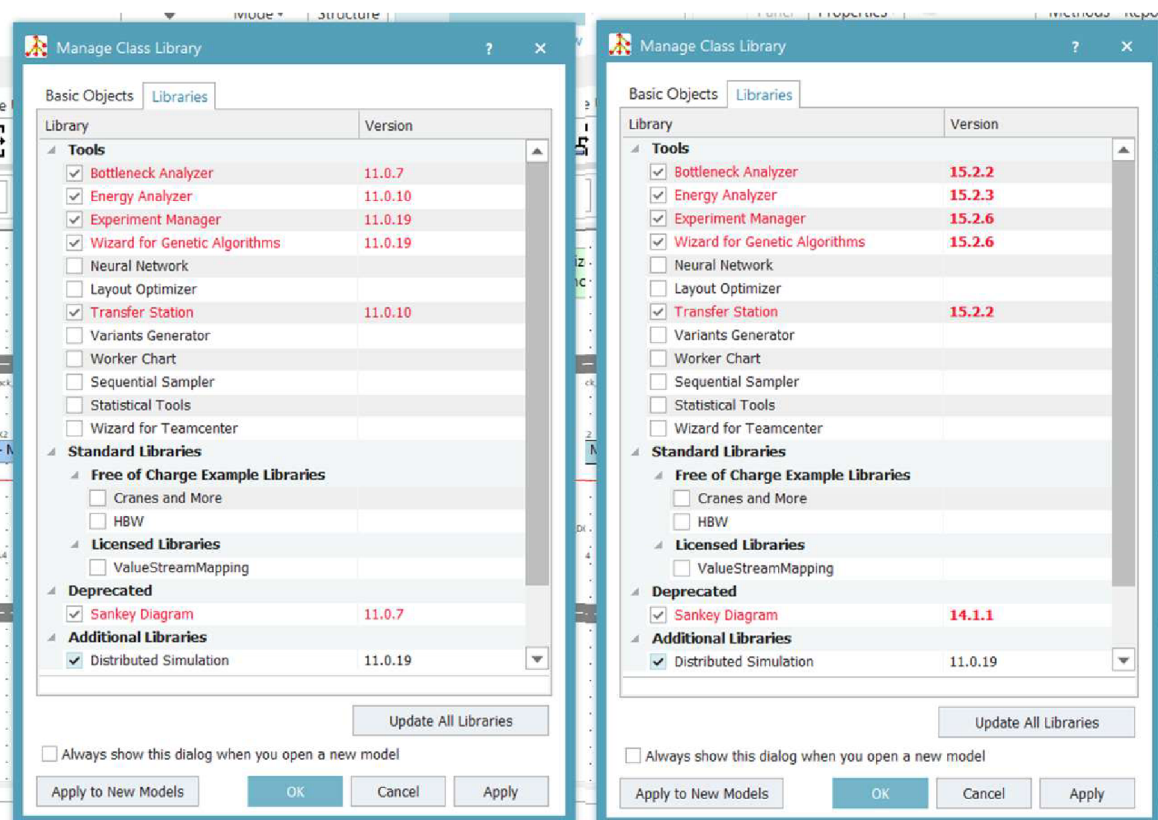 Mode Structure
Manage Class Library ? ×
Basic Objects Libraries
Library Version
Tools
Bottleneck Analyzer 11.0.7
Energy Analyzer 11.0.10
Experiment Manager 11.0.19
Wizard for Genetic Algorithms 11.0.19
Neural Network
Layout Optimizer
Transfer Station 11.0.10
Variants Generator
Worker Chart
Sequential Sampler
Statistical Tools
Wizard for Teamcenter
Standard Libraries
Free of Charge Example Libraries
Cranes and More
HBW
Licensed Libraries
ValueStreamMapping
Deprecated
Sankey Diagram 11.0.7
Additional Libraries
Distributed Simulation 11.0.19
Update All Libraries
Always show this dialog when you open a new model
Apply to New Models OK Cancel Apply
Panel Properties Methods
Manage Class Library ? ×
Basic Objects Libraries
Library Version
Tools
Bottleneck Analyzer 15.2.2
Energy Analyzer 15.2.3
Experiment Manager 15.2.6
Wizard for Genetic Algorithms 15.2.6
Neural Network
Layout Optimizer
Transfer Station 15.2.2
Variants Generator
Worker Chart
Sequential Sampler
Statistical Tools
Wizard for Teamcenter
Standard Libraries
Free of Charge Example Libraries
Cranes and More
HBW
Licensed Libraries
ValueStreamMapping
Deprecated
Sankey Diagram 14.1.1
Additional Libraries
Distributed Simulation 11.0.19
Update All Libraries
Always show this dialog when you open a new model
Apply to New Models OK Cancel Apply